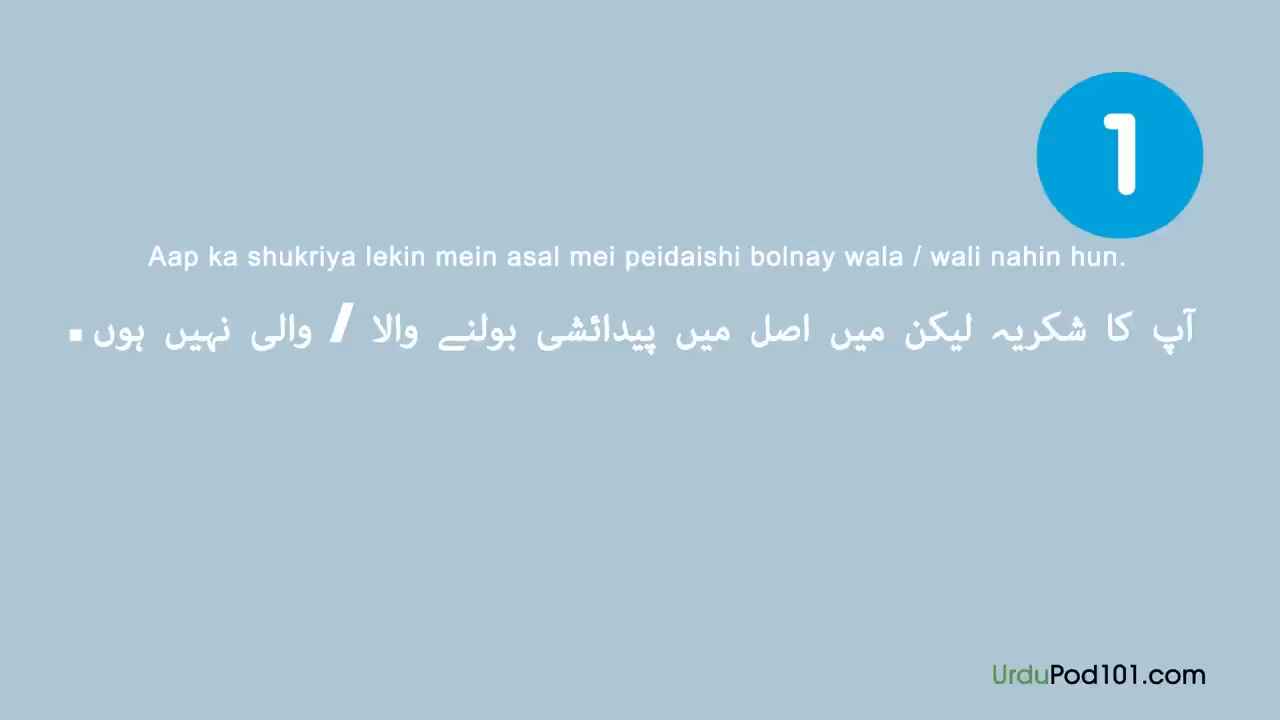 1
Aap ka shukriya lekin mein asal mei peidaishi bolnay wala / wali nahin hun.
آپ کا شکریہ لیکن میں اصل میں پیدائشی بولنے والا / والی نہیں ہوں.
UrduPod101.com